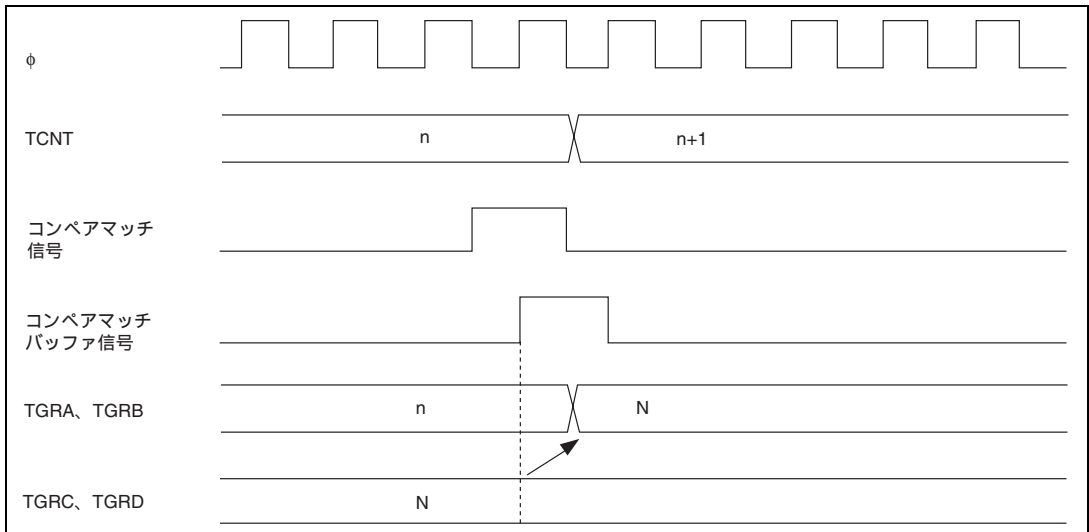 φ
TCNT
n
n+1
コンペアマッチ
信号
コンペアマッチ
バッファ信号
TGRA、TGRB
n
N
TGRC、TGRD
N